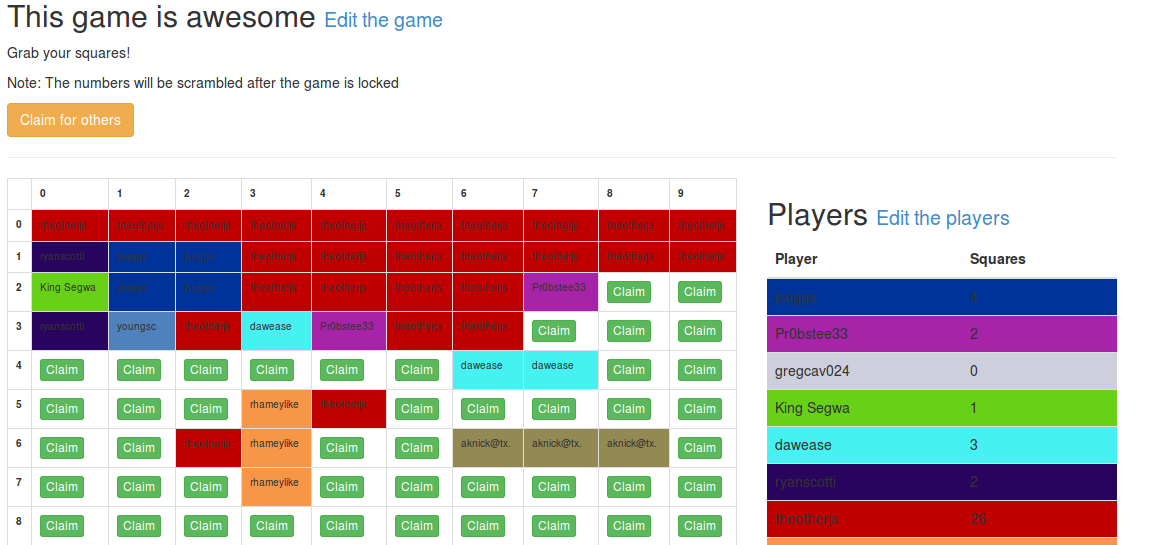 This game is awesome Edit the game
Grab your squares!
Note: The numbers will be scrambled after the game is locked
Claim for others
0 1 2 3 4 5 6 7 8 9
0 theotherjs theotherjs theotherjs theotherjs theotherjs theotherjs theotherjs theotherjs theotherjs theotherjs
1 ryanscotti theotherjs theotherjs theotherjs theotherjs theotherjs theotherjs theotherjs
2 King Segwa theotherjs theotherjs theotherjs theotherjs Pr0bstee33 Claim Claim
3 ryanscotti youngsc theotherjs dawease Pr0bstee33 theotherjs theotherjs Claim Claim Claim
4 Claim Claim Claim Claim Claim Claim dawease dawease Claim Claim
5 Claim Claim Claim rhameylike theotherjs Claim Claim Claim Claim Claim
6 Claim Claim theotherjs rhameylike Claim Claim aknick@tx. aknick@tx. aknick@tx. Claim
7 Claim Claim Claim rhameylike Claim Claim Claim Claim Claim Claim
8 Claim Claim Claim Claim Claim Claim Claim Claim Claim Claim
Players Edit the players
Player Squares
4
Pr0bstee33 2
gregcav024 0
King Segwa 1
dawease 3
ryanscotti 2
theotherjs 26